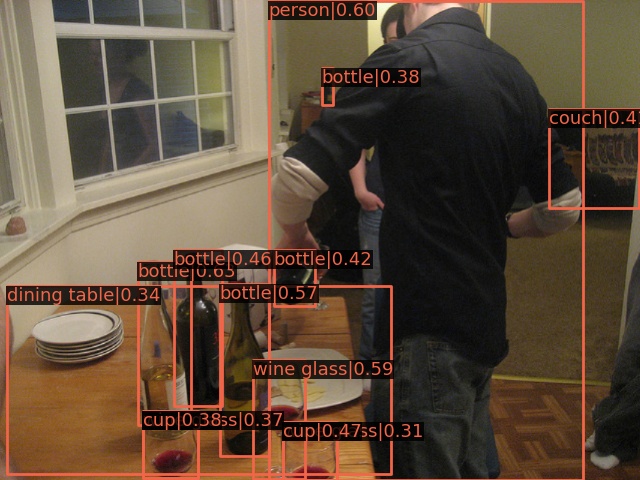 person|0.60
bottle|0.38
couch|0.41
bottle|0.46
bottle|0.42
bottle|0.63
bottle|0.57
dining table|0.34
wine glass|0.59
cup|0.38
ss|0.37
cup|0.47
ss|0.31